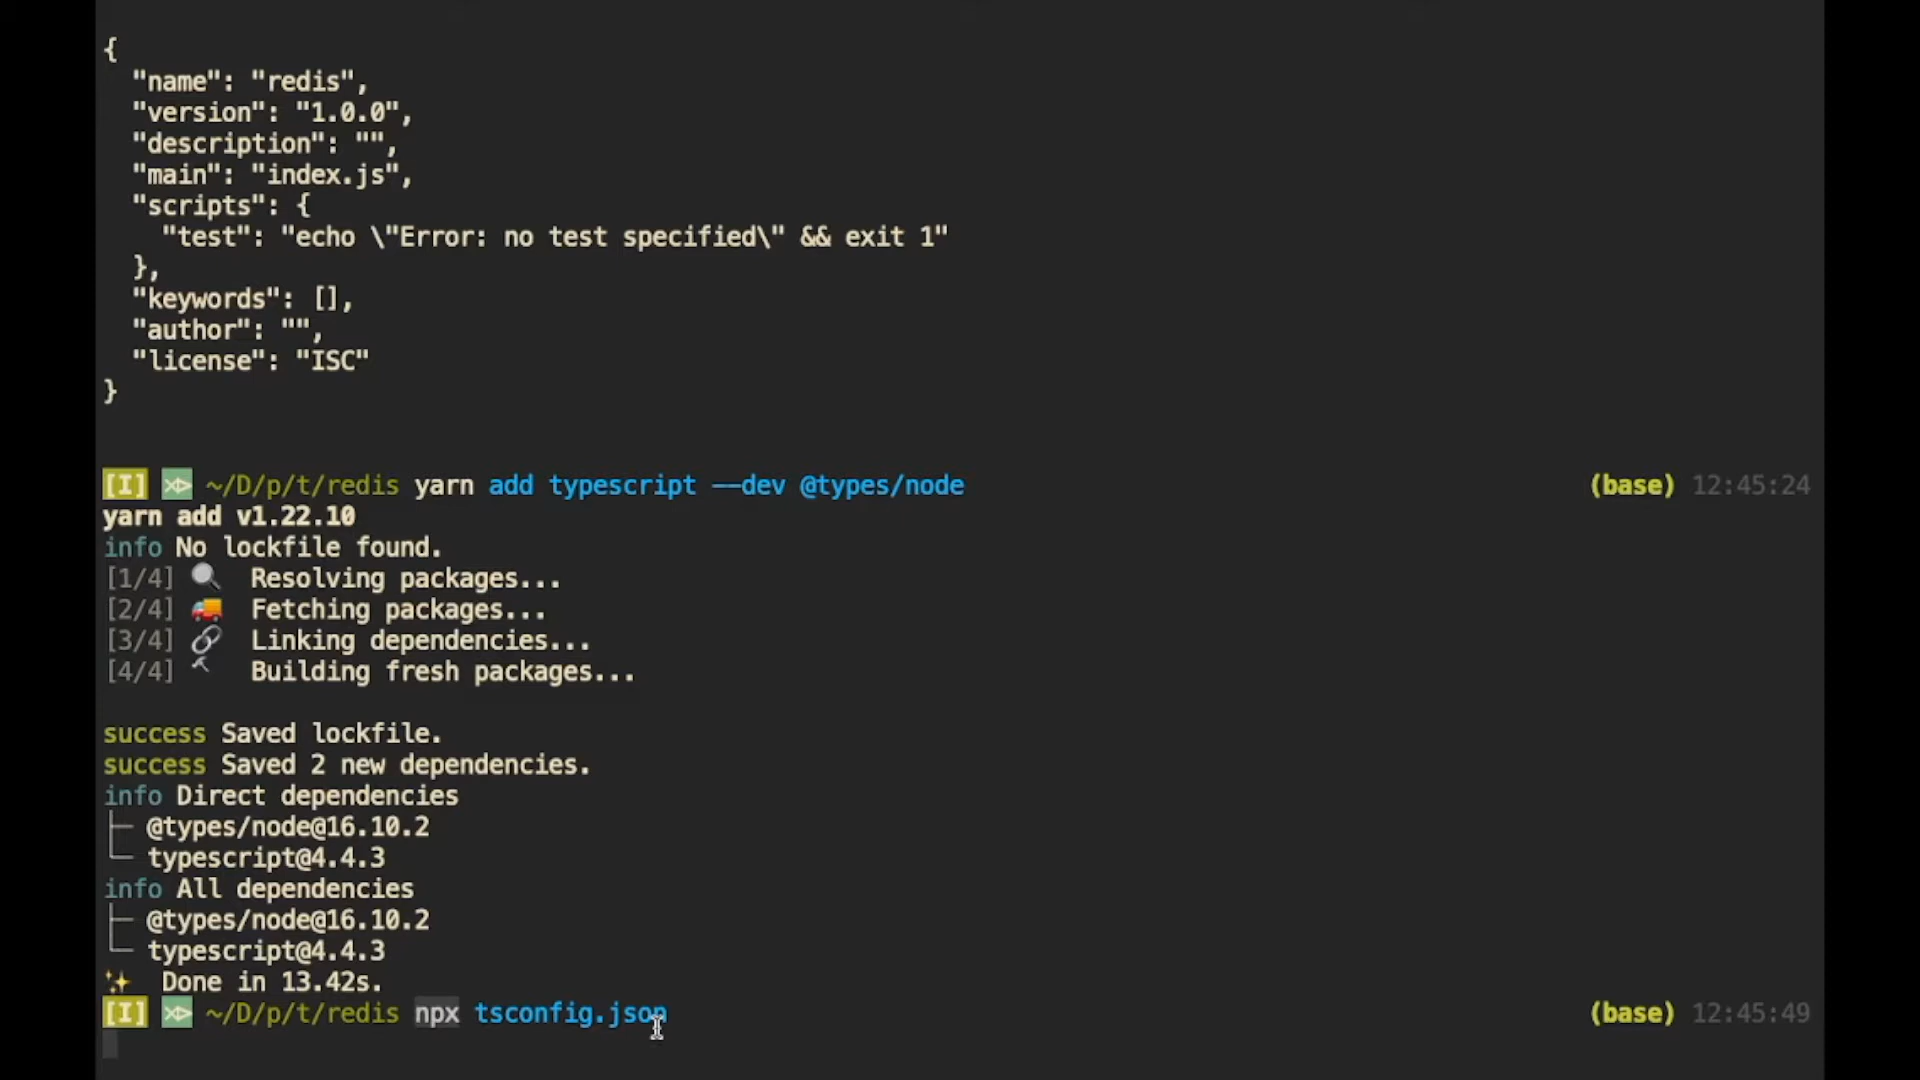 {
  "name": "redis",
  "version": "1.0.0",
  "description": "",
  "main": "index.js",
  "scripts": {
    "test": "echo \"Error: no test specified\" && exit 1"
  },
  "keywords": [],
  "author": "",
  "license": "ISC"
}
[I] ~/D/p/t/redis yarn add typescript --dev @types/node (base) 12:45:24
yarn add v1.22.10
info No lockfile found.
[1/4] 🔍 Resolving packages...
[2/4] 🚚 Fetching packages...
[3/4] 🔗 Linking dependencies...
[4/4] 🔨 Building fresh packages...
success Saved lockfile.
success Saved 2 new dependencies.
info Direct dependencies
├─ @types/node@16.10.2
└─ typescript@4.4.3
info All dependencies
├─ @types/node@16.10.2
└─ typescript@4.4.3
✨ Done in 13.42s.
[I] ~/D/p/t/redis npx tsconfig.json (base) 12:45:49